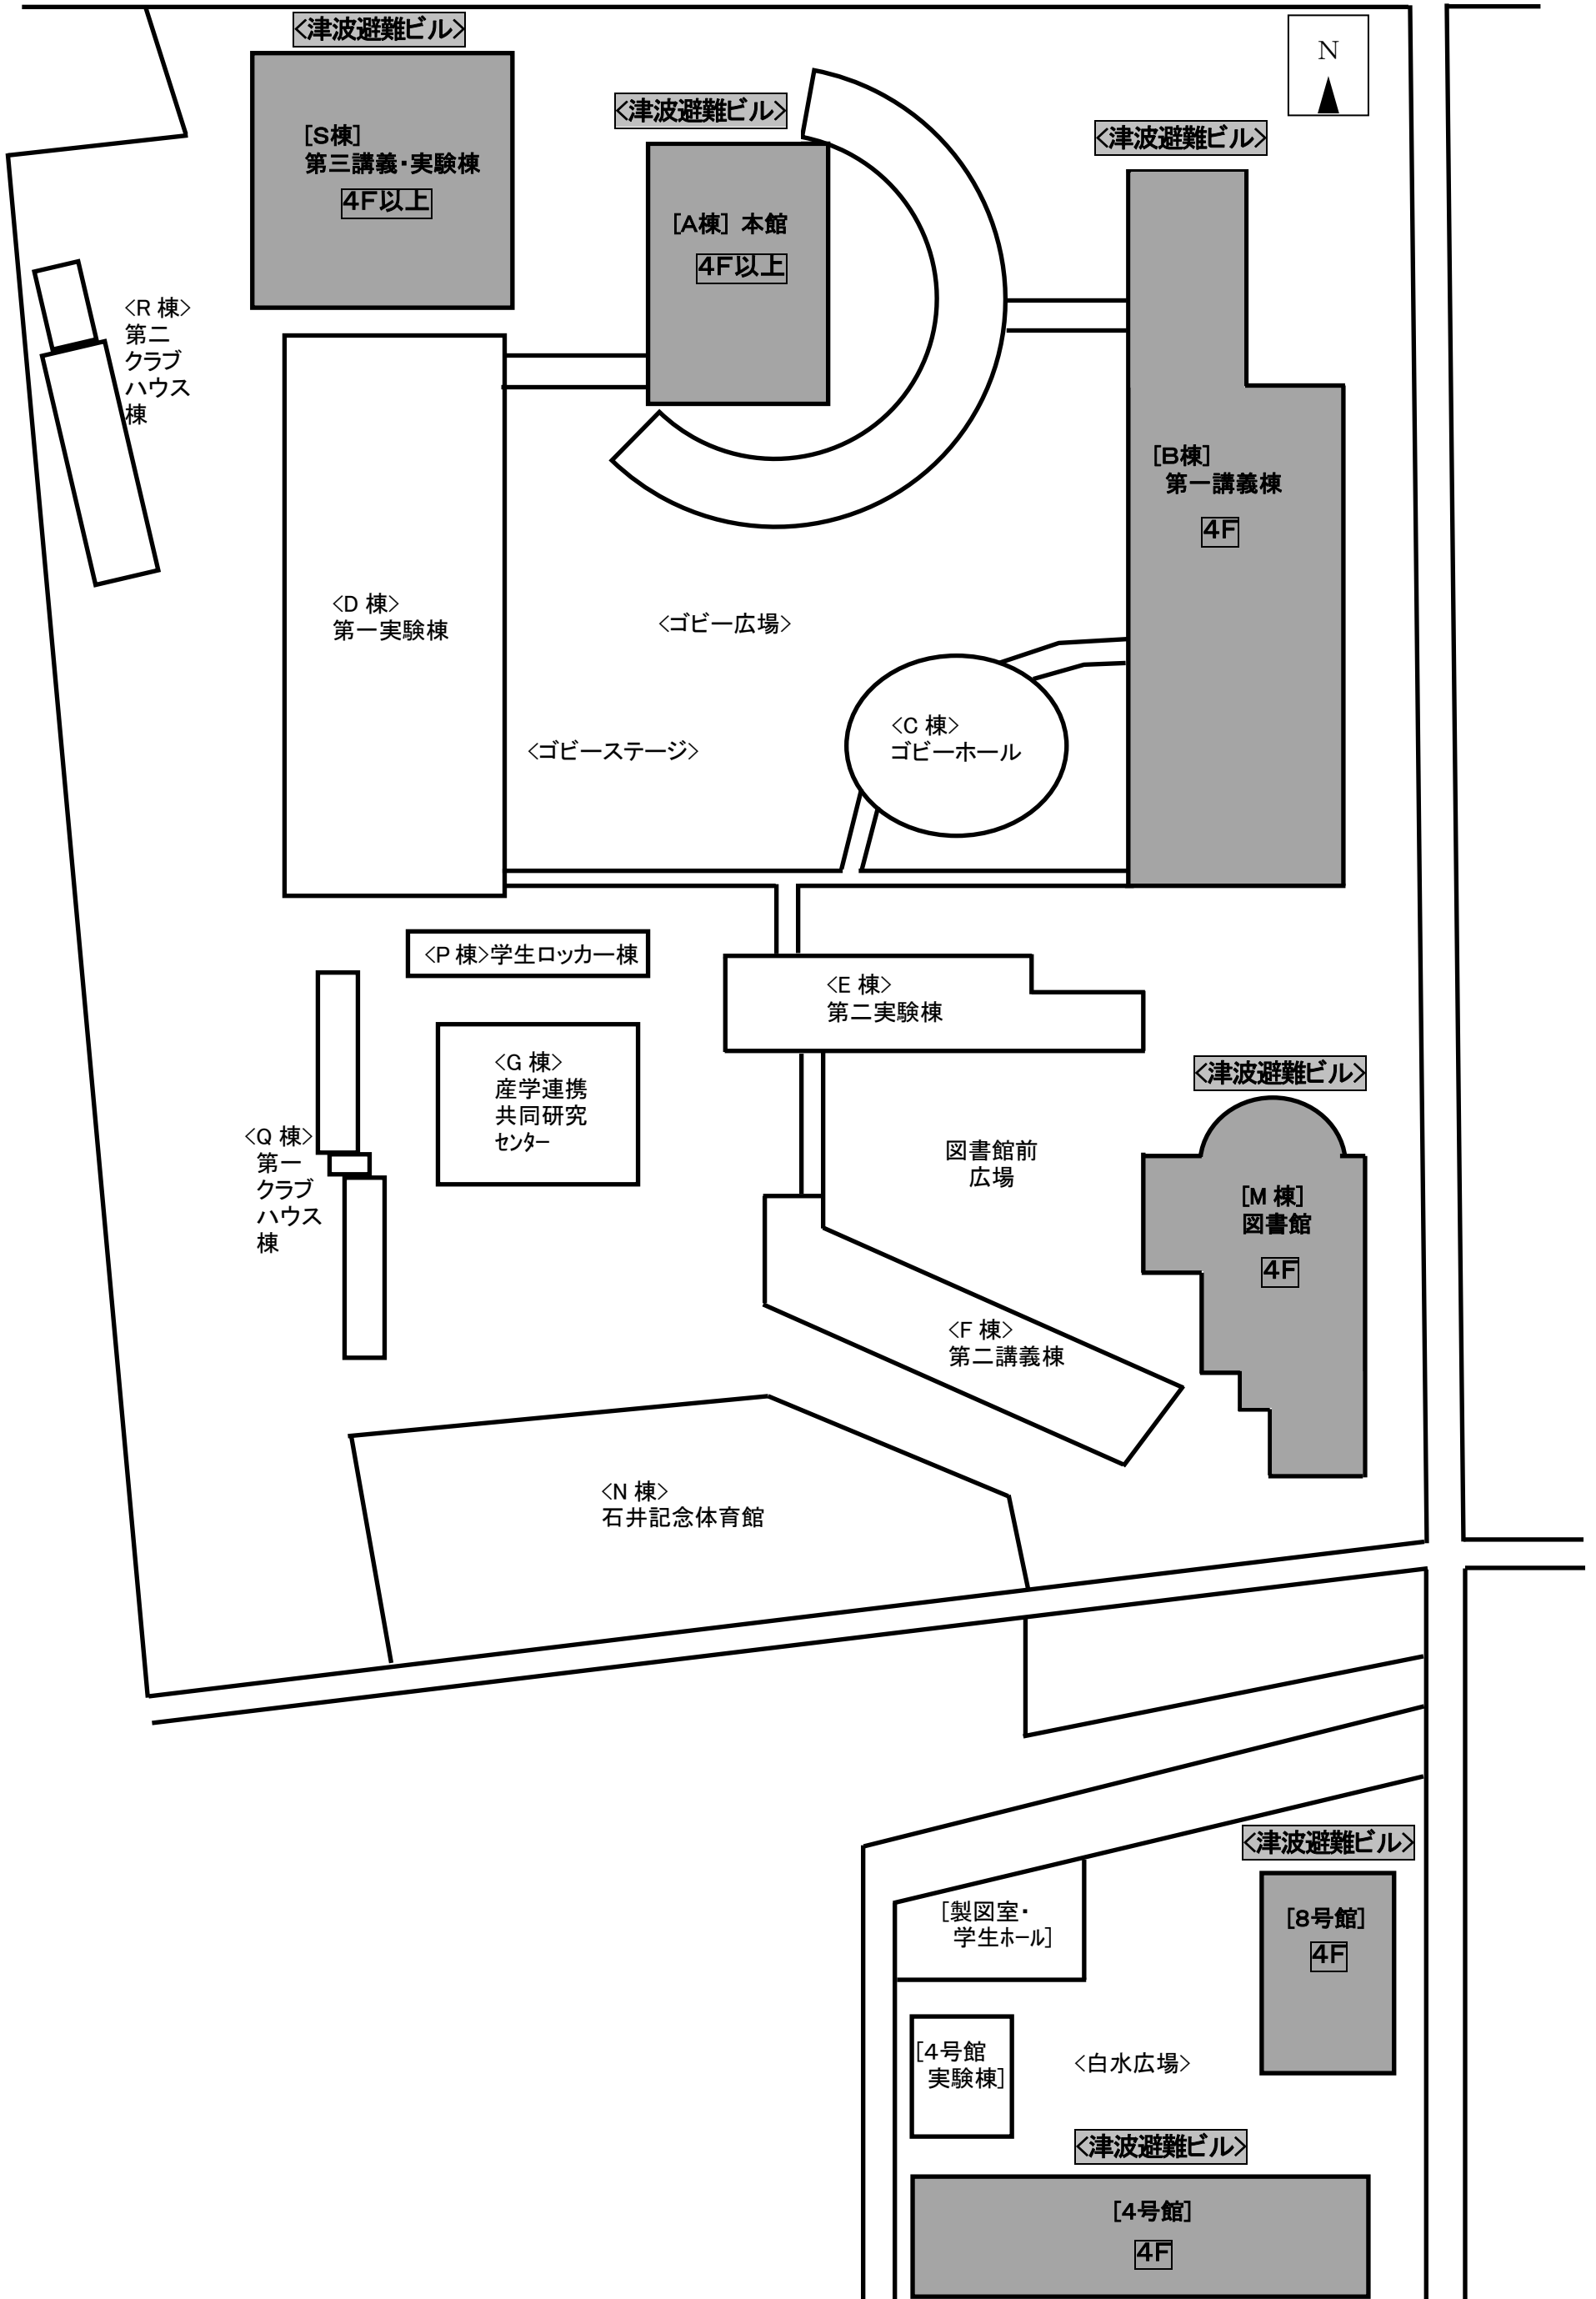 <津波避難ビル>
N
[S棟]
第三講義・実験棟
4F以上
<津波避難ビル>
[A棟] 本館
4F以上
<津波避難ビル>
<R 棟>
第二
クラブ
ハウス
棟
[B棟]
第一講義棟
4F
<D 棟>
第一実験棟
<ゴビー広場>
<ゴビーステージ>
<C 棟>
ゴビーホール
<P 棟>学生ロッカー棟
<E 棟>
第二実験棟
<G 棟>
産学連携
共同研究
センター
<Q 棟>
第一
クラブ
ハウス
棟
図書館前
広場
<津波避難ビル>
[M 棟]
図書館
4F
<F 棟>
第二講義棟
<N 棟>
石井記念体育館
<津波避難ビル>
[8号館]
4F
[製図室・
学生ホール]
[4号館
実験棟]
<白水広場>
<津波避難ビル>
[4号館]
4F